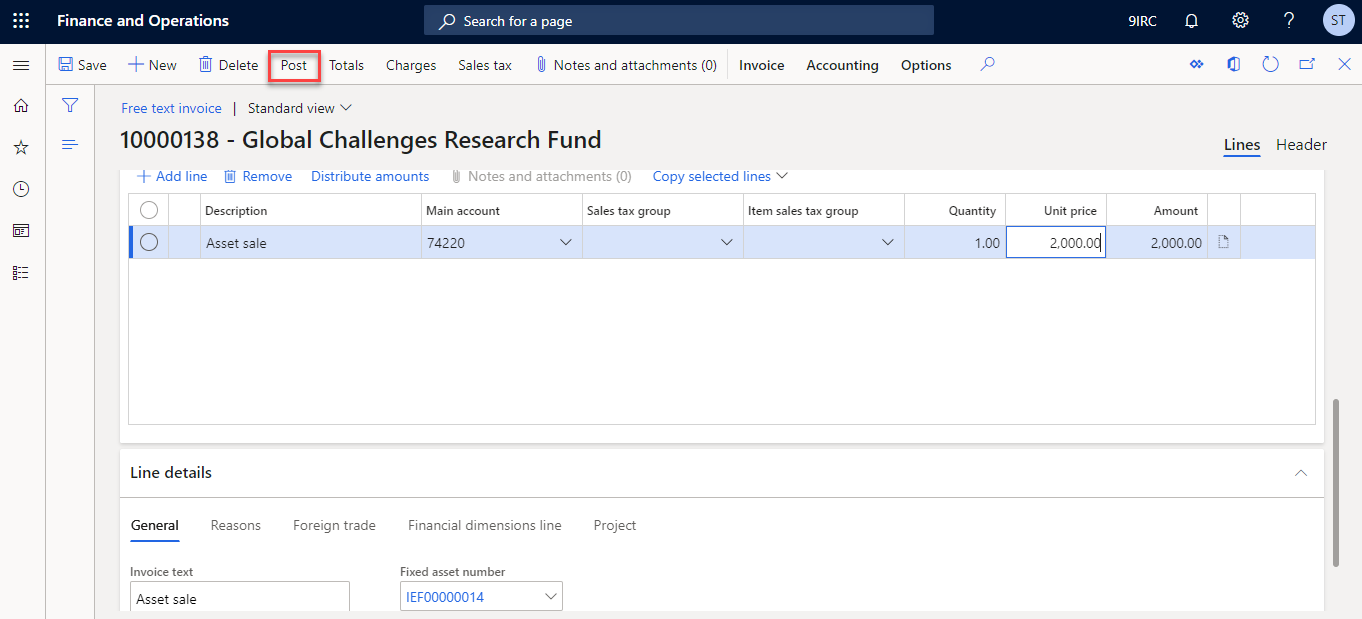 Finance and Operations Search for a page 9IRC ? ST
Save New Delete Post Totals Charges Sales tax Notes and attachments (0) Invoice Accounting Options
Free text invoice | Standard view
10000138 - Global Challenges Research Fund
Lines Header
Add line Remove Distribute amounts Notes and attachments (0) Copy selected lines
Description Main account Sales tax group Item sales tax group Quantity Unit price Amount
Asset sale 74220 1.00 2,000.00 2,000.00
Line details
General Reasons Foreign trade Financial dimensions line Project
Invoice text Fixed asset number
Asset sale IEF00000014